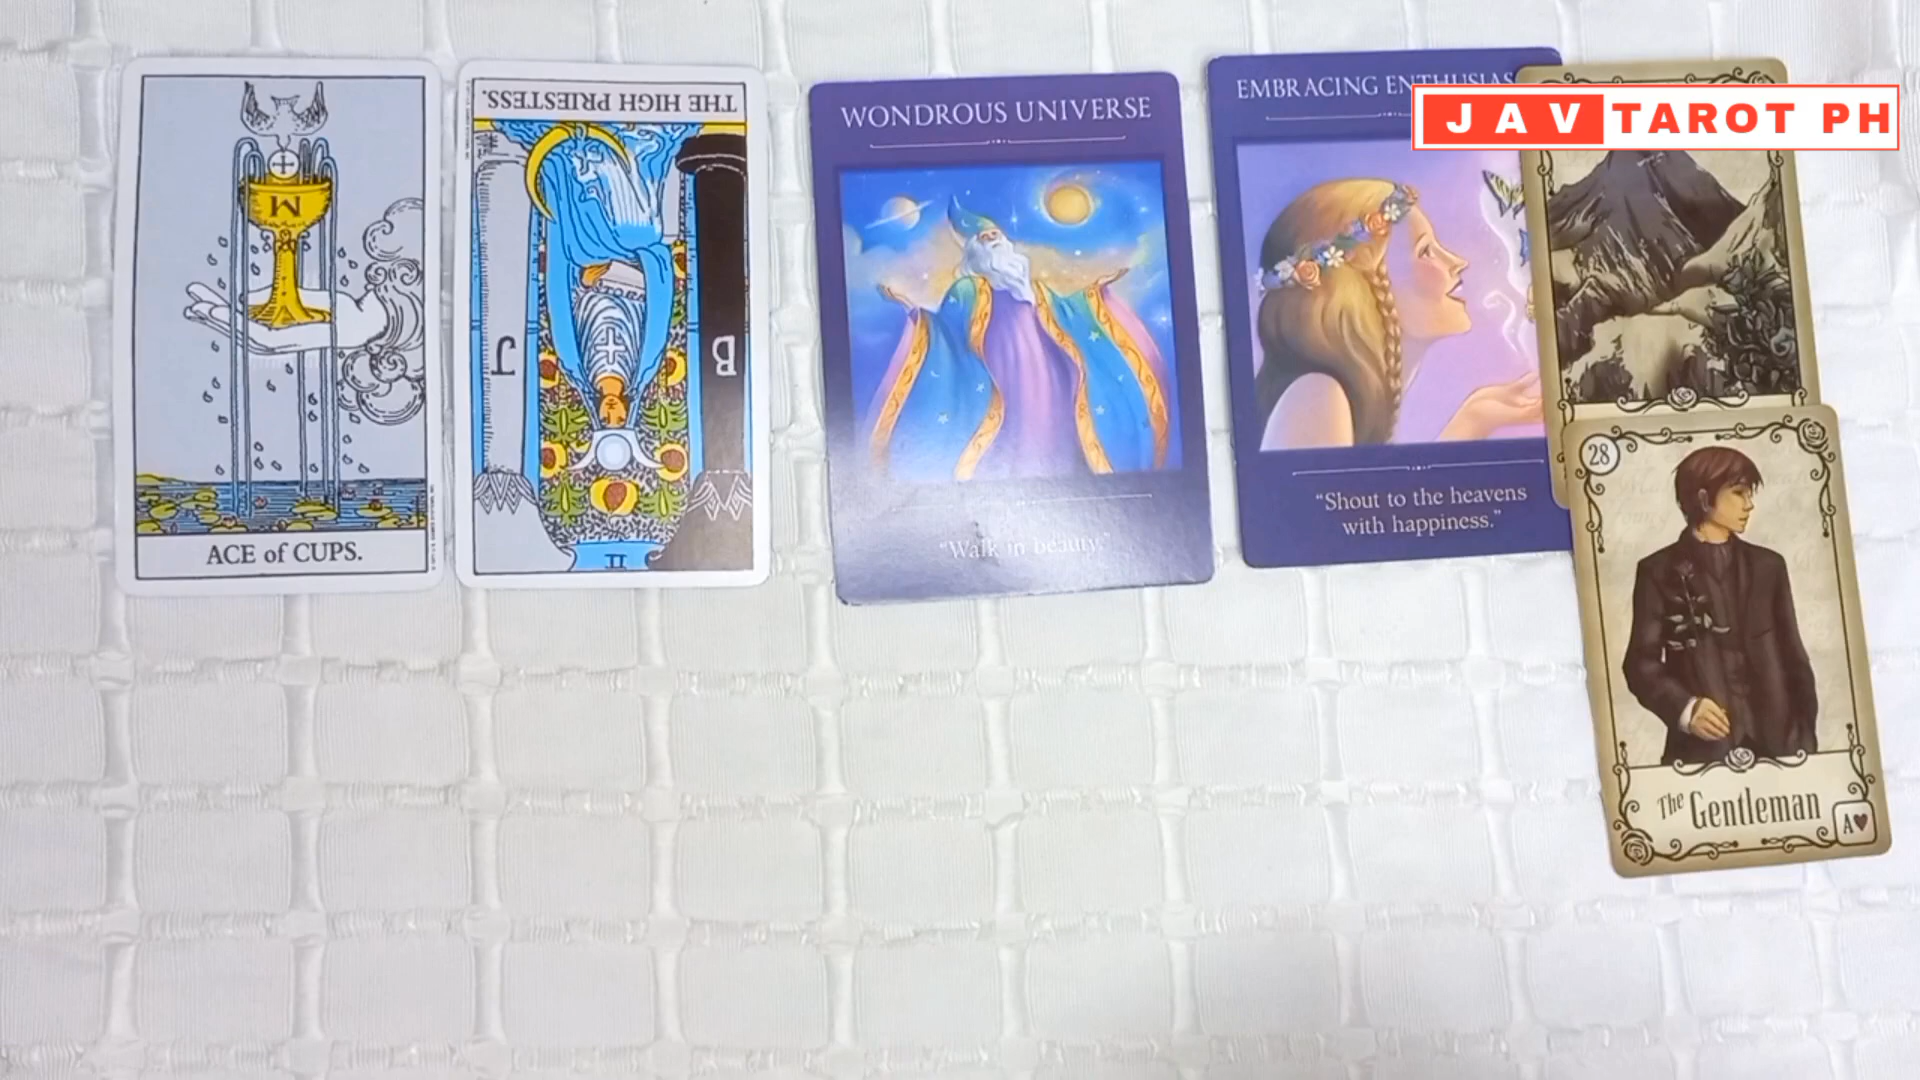 ACE of CUPS.
THE HIGH PRIESTESS.
J
B
II
WONDROUS UNIVERSE
"Walk in beauty."
EMBRACING
"Shout to the heavens
with happiness."
JAV TAROT PH
28
The Gentleman
A♥